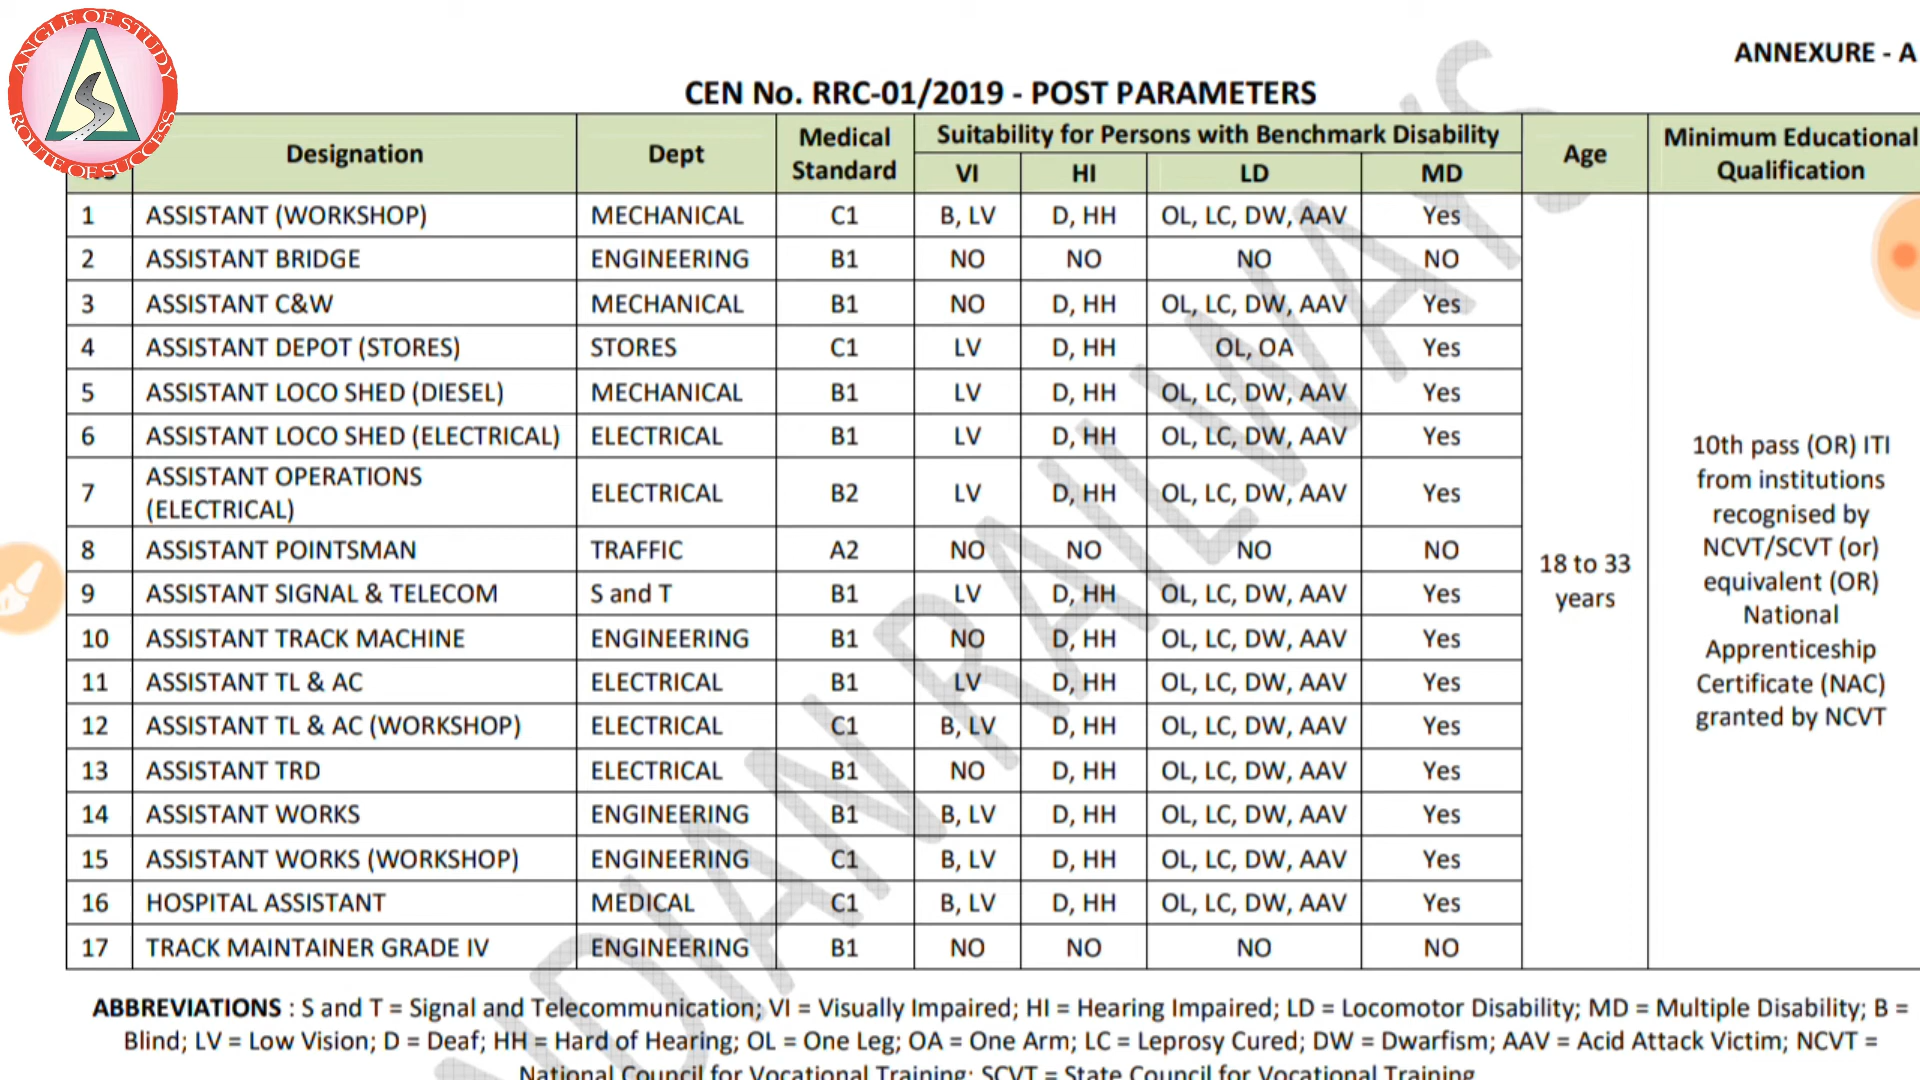 ANGLE OF STUDY
ROUTE OF SUCCESS
ANNEXURE - A
CEN No. RRC-01/2019 - POST PARAMETERS
Designation Dept Medical Standard Suitability for Persons with Benchmark Disability Age Minimum Educational Qualification
VI HI LD MD
1 ASSISTANT (WORKSHOP) MECHANICAL C1 B, LV D, HH OL, LC, DW, AAV Yes
2 ASSISTANT BRIDGE ENGINEERING B1 NO NO NO NO
3 ASSISTANT C&W MECHANICAL B1 NO D, HH OL, LC, DW, AAV Yes
4 ASSISTANT DEPOT (STORES) STORES C1 LV D, HH OL, OA Yes
5 ASSISTANT LOCO SHED (DIESEL) MECHANICAL B1 LV D, HH OL, LC, DW, AAV Yes
6 ASSISTANT LOCO SHED (ELECTRICAL) ELECTRICAL B1 LV D, HH OL, LC, DW, AAV Yes
7 ASSISTANT OPERATIONS (ELECTRICAL) ELECTRICAL B2 LV D, HH OL, LC, DW, AAV Yes
8 ASSISTANT POINTSMAN TRAFFIC A2 NO NO NO NO
9 ASSISTANT SIGNAL & TELECOM S and T B1 LV D, HH OL, LC, DW, AAV Yes
10 ASSISTANT TRACK MACHINE ENGINEERING B1 NO D, HH OL, LC, DW, AAV Yes
11 ASSISTANT TL & AC ELECTRICAL B1 LV D, HH OL, LC, DW, AAV Yes
12 ASSISTANT TL & AC (WORKSHOP) ELECTRICAL C1 B, LV D, HH OL, LC, DW, AAV Yes
13 ASSISTANT TRD ELECTRICAL B1 NO D, HH OL, LC, DW, AAV Yes
14 ASSISTANT WORKS ENGINEERING B1 B, LV D, HH OL, LC, DW, AAV Yes
15 ASSISTANT WORKS (WORKSHOP) ENGINEERING C1 B, LV D, HH OL, LC, DW, AAV Yes
16 HOSPITAL ASSISTANT MEDICAL C1 B, LV D, HH OL, LC, DW, AAV Yes
17 TRACK MAINTAINER GRADE IV ENGINEERING B1 NO NO NO NO
18 to 33
years
10th pass (OR) ITI
from institutions
recognised by
NCVT/SCVT (or)
equivalent (OR)
National
Apprenticeship
Certificate (NAC)
granted by NCVT
ABBREVIATIONS : S and T = Signal and Telecommunication; VI = Visually Impaired; HI = Hearing Impaired; LD = Locomotor Disability; MD = Multiple Disability; B =
Blind; LV = Low Vision; D = Deaf; HH = Hard of Hearing; OL = One Leg; OA = One Arm; LC = Leprosy Cured; DW = Dwarfism; AAV = Acid Attack Victim; NCVT =
National Council for Vocational Training; SCVT = State Council for Vocational Training